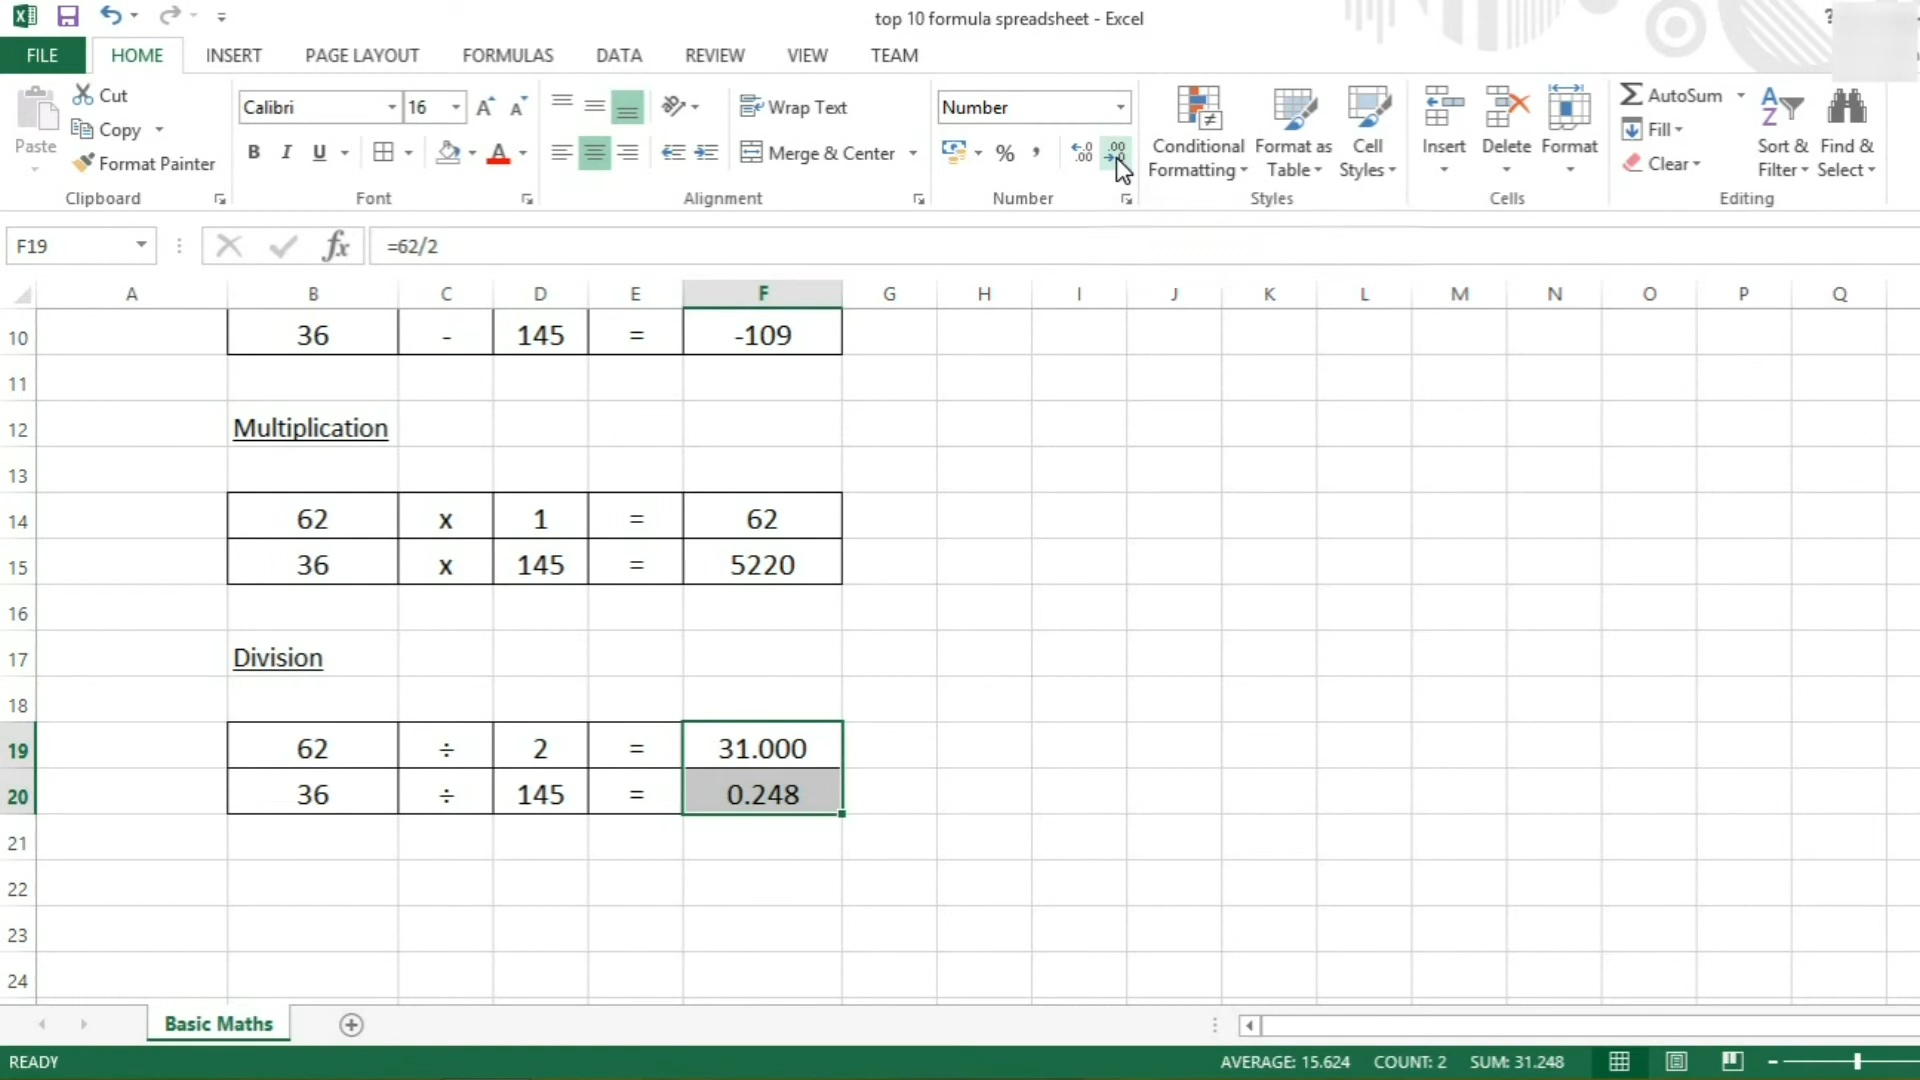 top 10 formula spreadsheet - Excel
?
FILE HOME INSERT PAGE LAYOUT FORMULAS DATA REVIEW VIEW TEAM
Paste
Cut
Copy
Format Painter
Clipboard
Calibri 16
B I U A
Font
Wrap Text
Merge & Center
Alignment
Number
% ,
Number
Conditional Formatting
Format as Table
Cell Styles
Styles
Insert Delete Format
Cells
AutoSum
Fill
Clear
Sort & Filter
Find & Select
Editing
F19 fx =62/2
A B C D E F G H I J K L M N O P Q
10 36 - 145 = -109
11
12 Multiplication
13
14 62 x 1 = 62
15 36 x 145 = 5220
16
17 Division
18
19 62 ÷ 2 = 31.000
20 36 ÷ 145 = 0.248
21
22
23
24
Basic Maths
READY AVERAGE: 15.624 COUNT: 2 SUM: 31.248